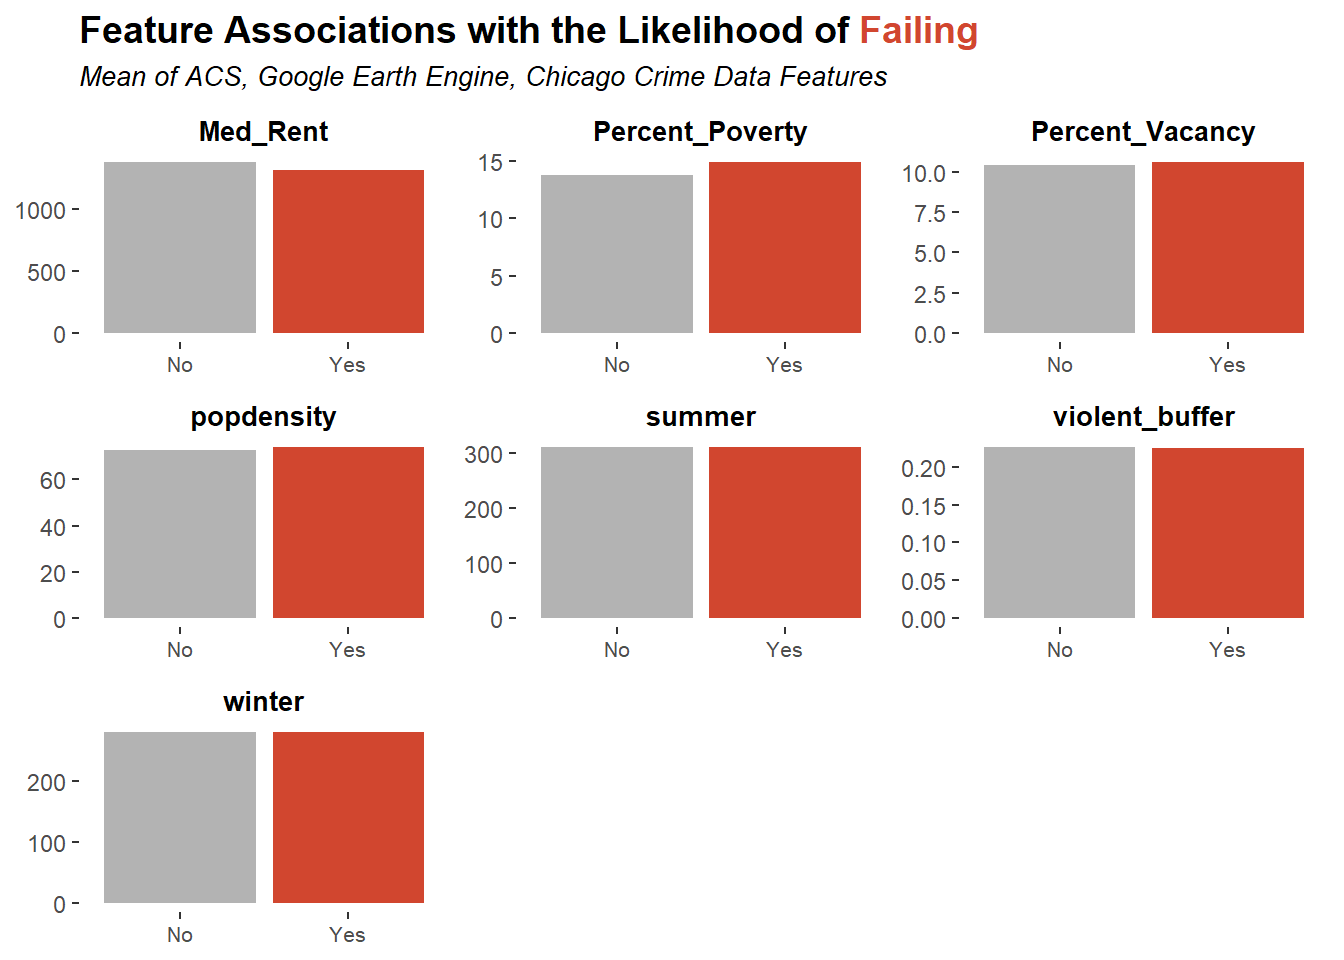 Feature Associations with the Likelihood of Failing
Mean of ACS, Google Earth Engine, Chicago Crime Data Features
Med_Rent
1000
500
0
No Yes
Percent_Poverty
15
10
5
0
No Yes
Percent_Vacancy
10.0
7.5
5.0
2.5
0.0
No Yes
popdensity
60
40
20
0
No Yes
summer
300
200
100
0
No Yes
violent_buffer
0.20
0.15
0.10
0.05
0.00
No Yes
winter
200
100
0
No Yes